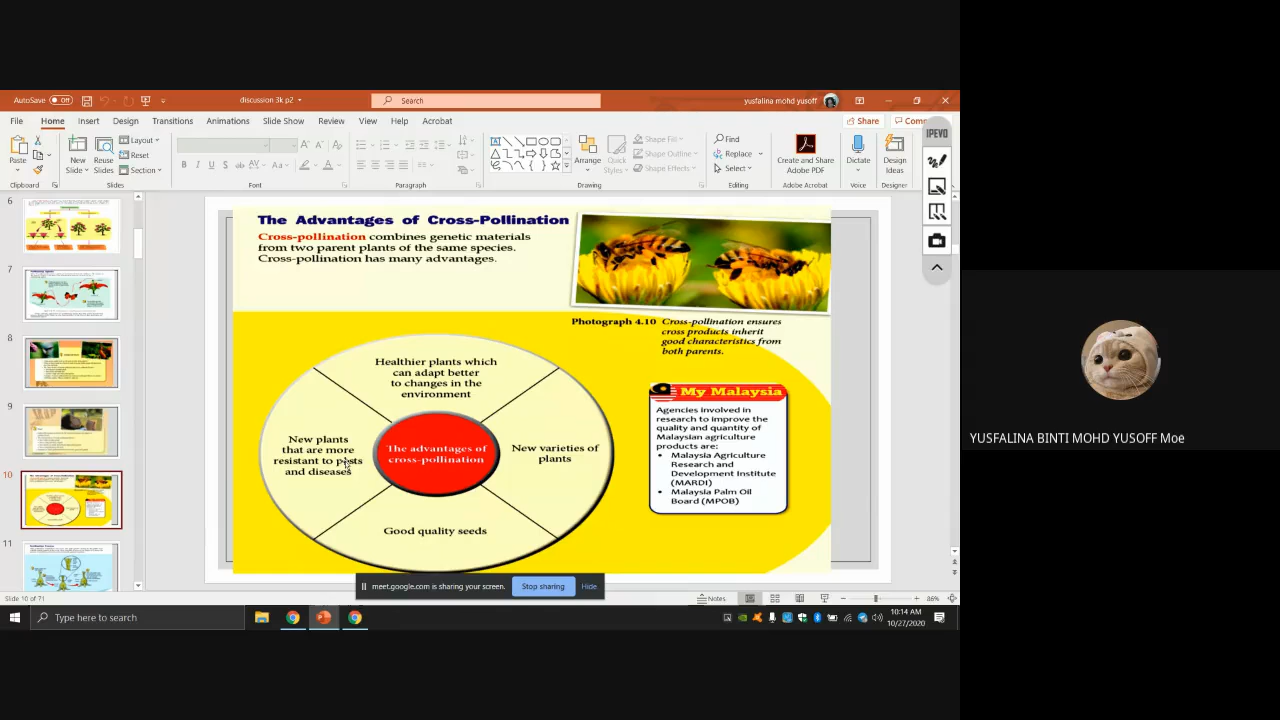 AutoSave Off
discussion 3k p2
Search
yusfalina mohd yusoff
File Home Insert Design Transitions Animations Slide Show Review View Help Acrobat
Share
IPEVO
Paste
New Slide
Reuse Slides
Layout
Reset
Section
Arrange
Quick Styles
Shape Fill
Shape Outline
Shape Effects
Find
Replace
Select
Create and Share Adobe PDF
Dictate
Design Ideas
Clipboard
Slides
Font
Paragraph
Drawing
Editing
Adobe Acrobat
Voice
Designer
6
7
8
9
10
11
The Advantages of Cross-Pollination
Cross-pollination combines genetic materials
from two parent plants of the same species.
Cross-pollination has many advantages.
Photograph 4.10 Cross-pollination ensures
cross products inherit
good characteristics from
both parents.
Healthier plants which
can adapt better
to changes in the
environment
New plants
that are more
resistant to pests
and diseases
The advantages of
cross-pollination
New varieties of
plants
Good quality seeds
My Malaysia
Agencies involved in
research to improve the
quality and quantity of
Malaysian agriculture
products are:
• Malaysia Agriculture
Research and
Development Institute
(MARDI)
• Malaysia Palm Oil
Board (MPOB)
YUSFALINA BINTI MOHD YUSOFF Moe
meet.google.com is sharing your screen.
Stop sharing
Hide
Slide 10 of 71
Notes
86%
Type here to search
10:14 AM
10/27/2020